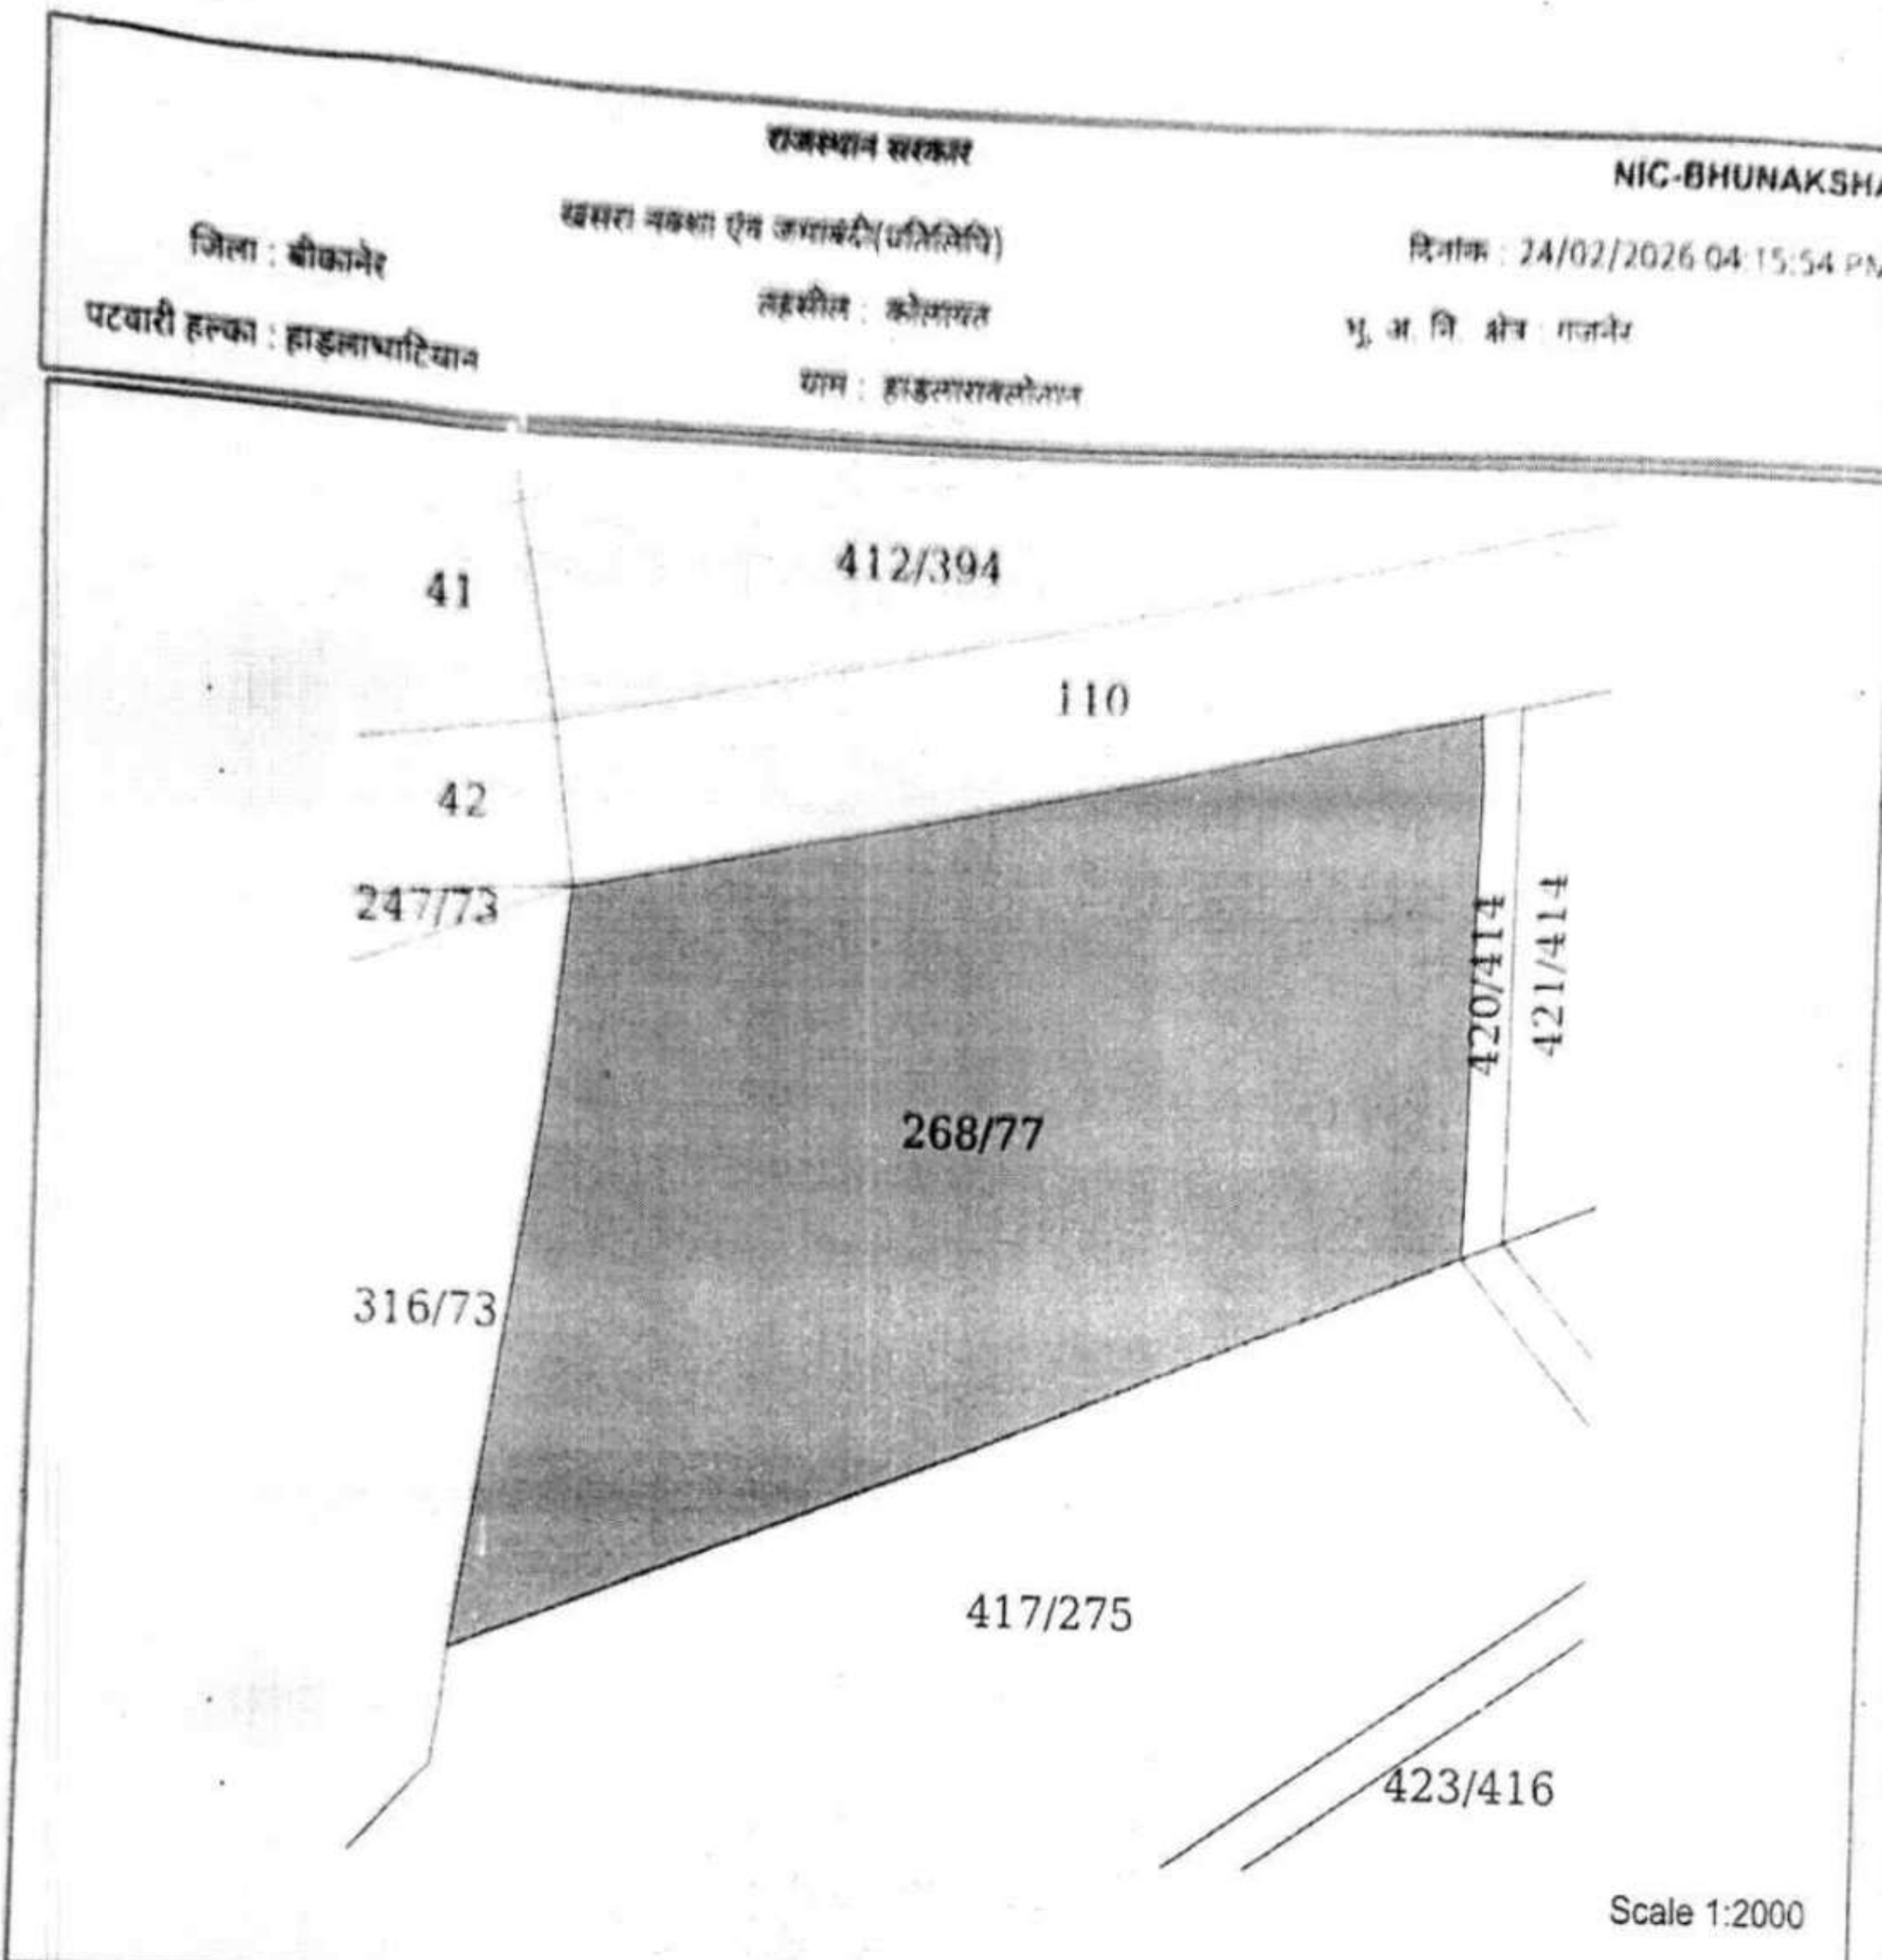 राजस्थान सरकार
NIC-BHUNAKSHA
खसरा नक्शा एंव जमाबंदी(प्रतिलिपि)
जिला : बीकानेर
दिनांक : 24/02/2026 04:15:54 PM
तहसील : कोलायत
पटवारी हल्का : हाड़लाभाटियान
भू. अ. नि. क्षेत्र : गजनेर
ग्राम : हाडलारावलोतान
412/394
41
110
42
247/73
420/414
421/414
268/77
316/73
417/275
423/416
Scale 1:2000